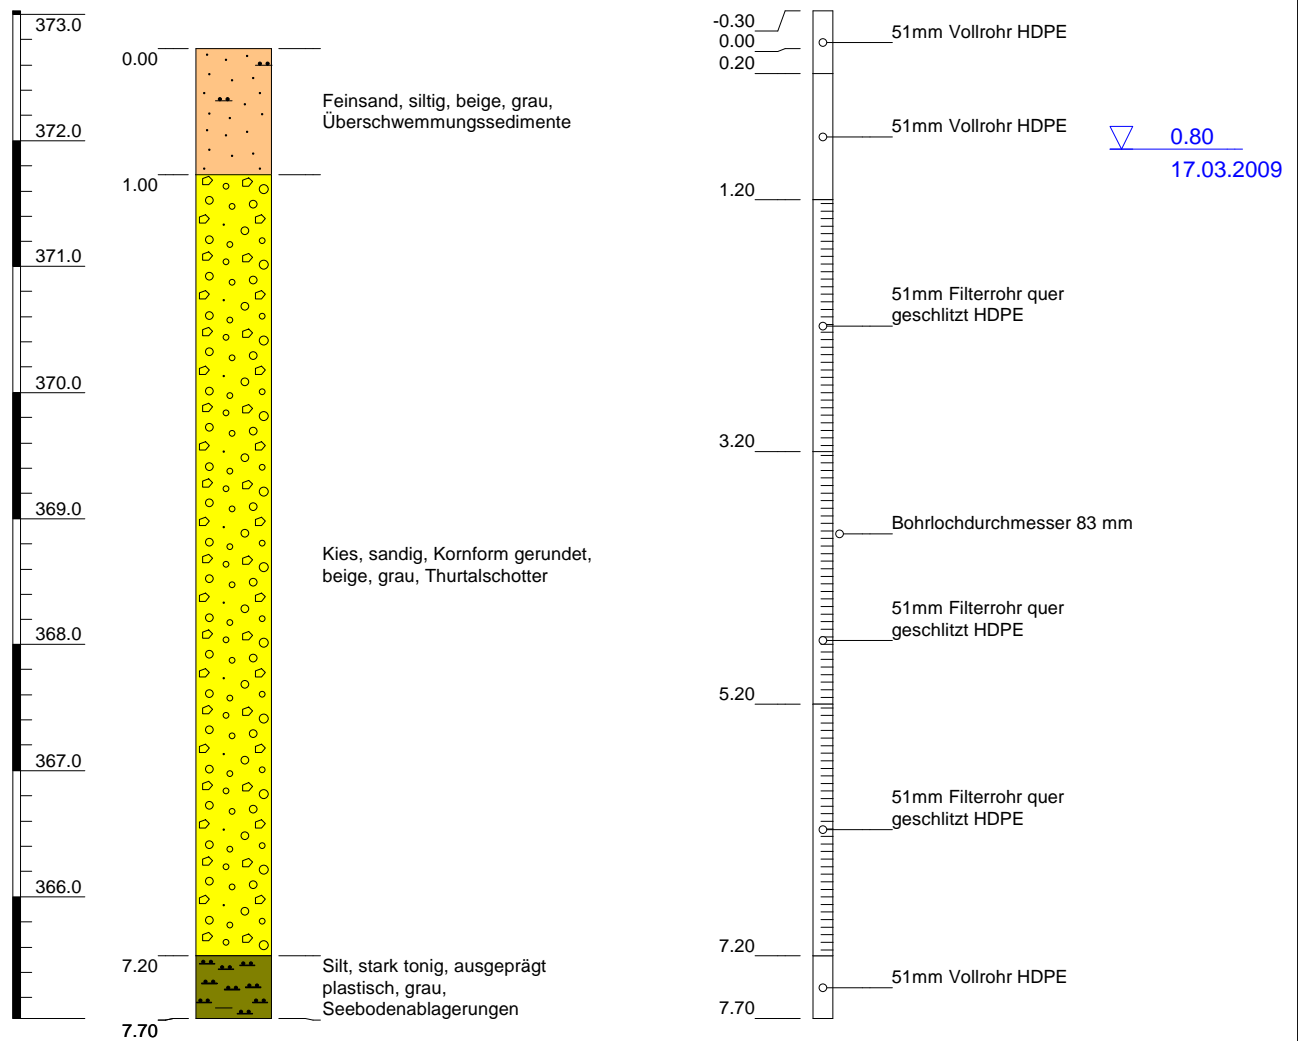 373.0
372.0
371.0
370.0
369.0
368.0
367.0
366.0
0.00
1.00
7.20
7.70
Feinsand, siltig, beige, grau,
Überschwemmungssedimente
Kies, sandig, Kornform gerundet,
beige, grau, Thurtalschotter
Silt, stark tonig, ausgeprägt
plastisch, grau,
Seebodenablagerungen
-0.30
0.00
0.20
1.20
3.20
5.20
7.20
7.70
51mm Vollrohr HDPE
51mm Vollrohr HDPE
51mm Filterrohr quer
geschlitzt HDPE
Bohrlochdurchmesser 83 mm
51mm Filterrohr quer
geschlitzt HDPE
51mm Filterrohr quer
geschlitzt HDPE
51mm Vollrohr HDPE
0.80
17.03.2009